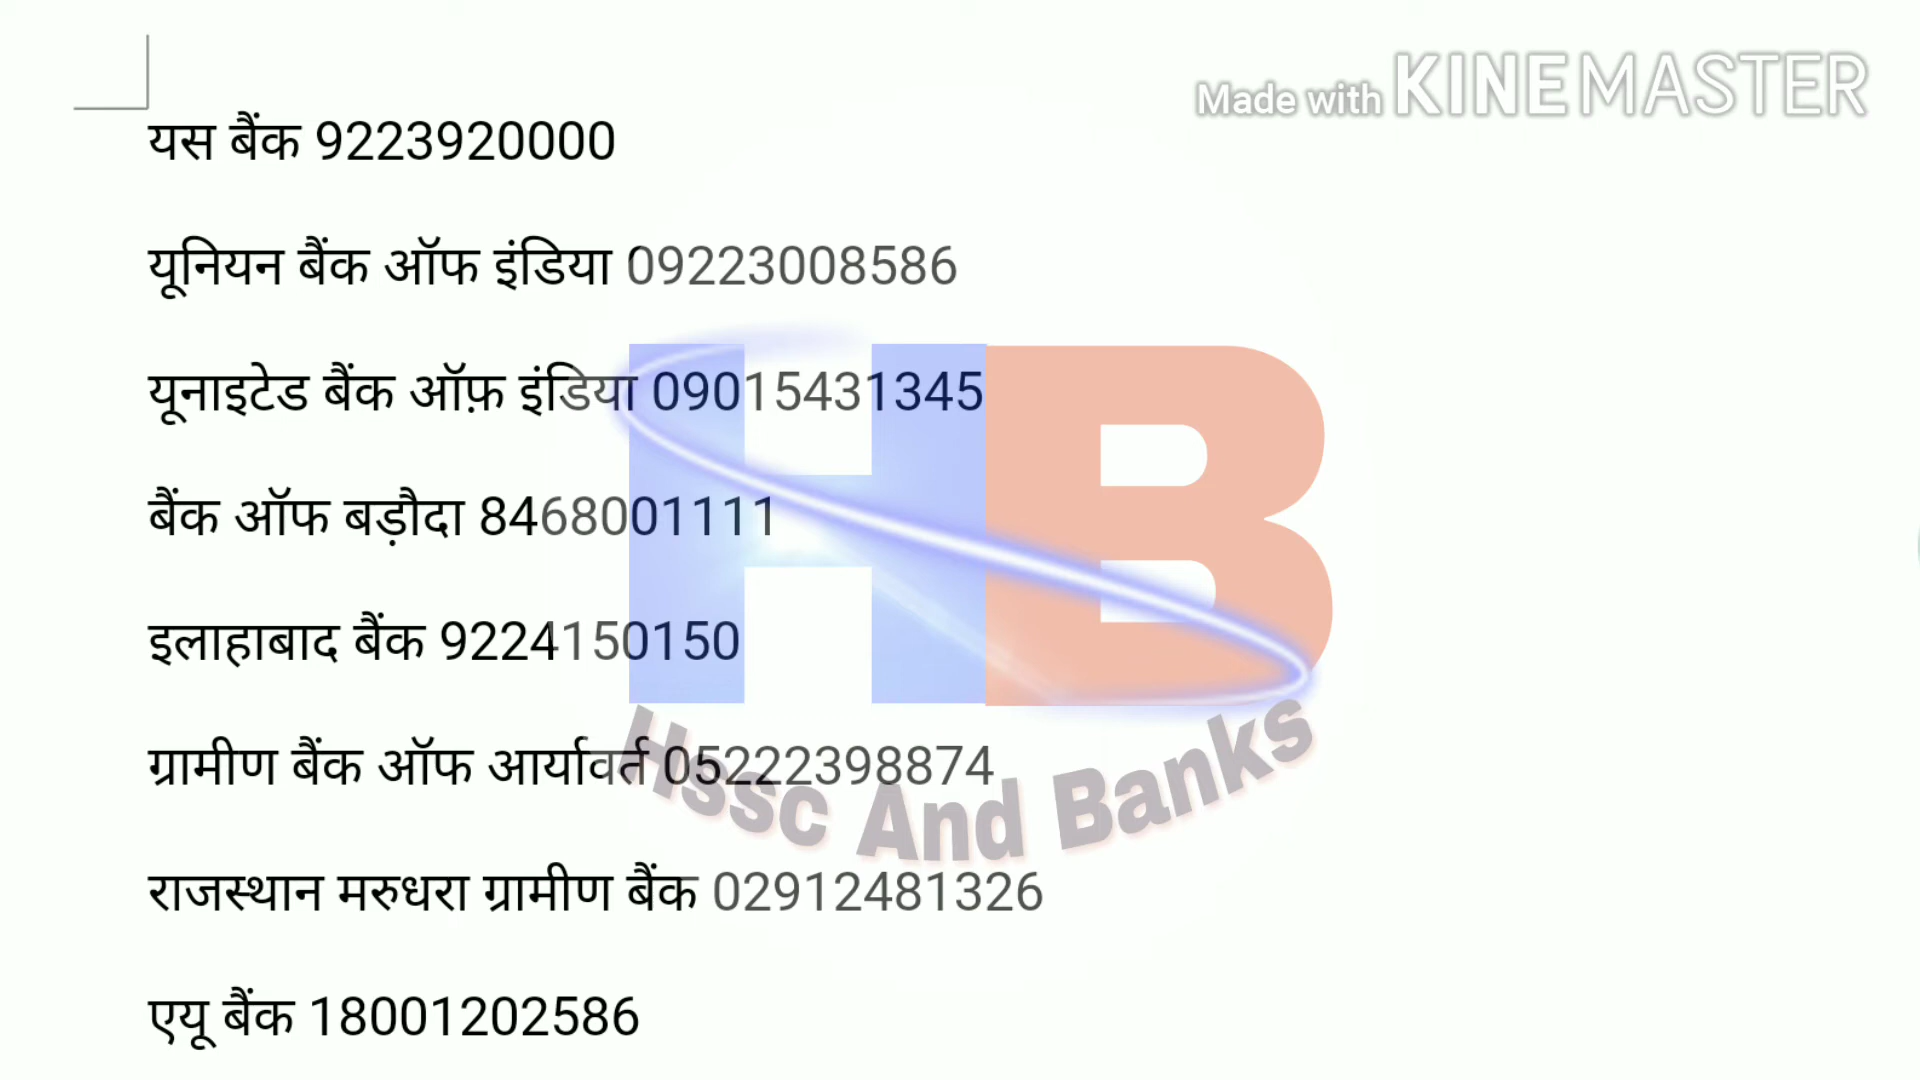 Made with KINEMASTER
यस बैंक 9223920000
यूनियन बैंक ऑफ इंडिया 09223008586
यूनाइटेड बैंक ऑफ़ इंडिया 09015431345
बैंक ऑफ बड़ौदा 8468001111
इलाहाबाद बैंक 9224150150
ग्रामीण बैंक ऑफ आर्यावर्त 05222398874
राजस्थान मरुधरा ग्रामीण बैंक 02912481326
एयू बैंक 18001202586
HB
Hssc And Banks